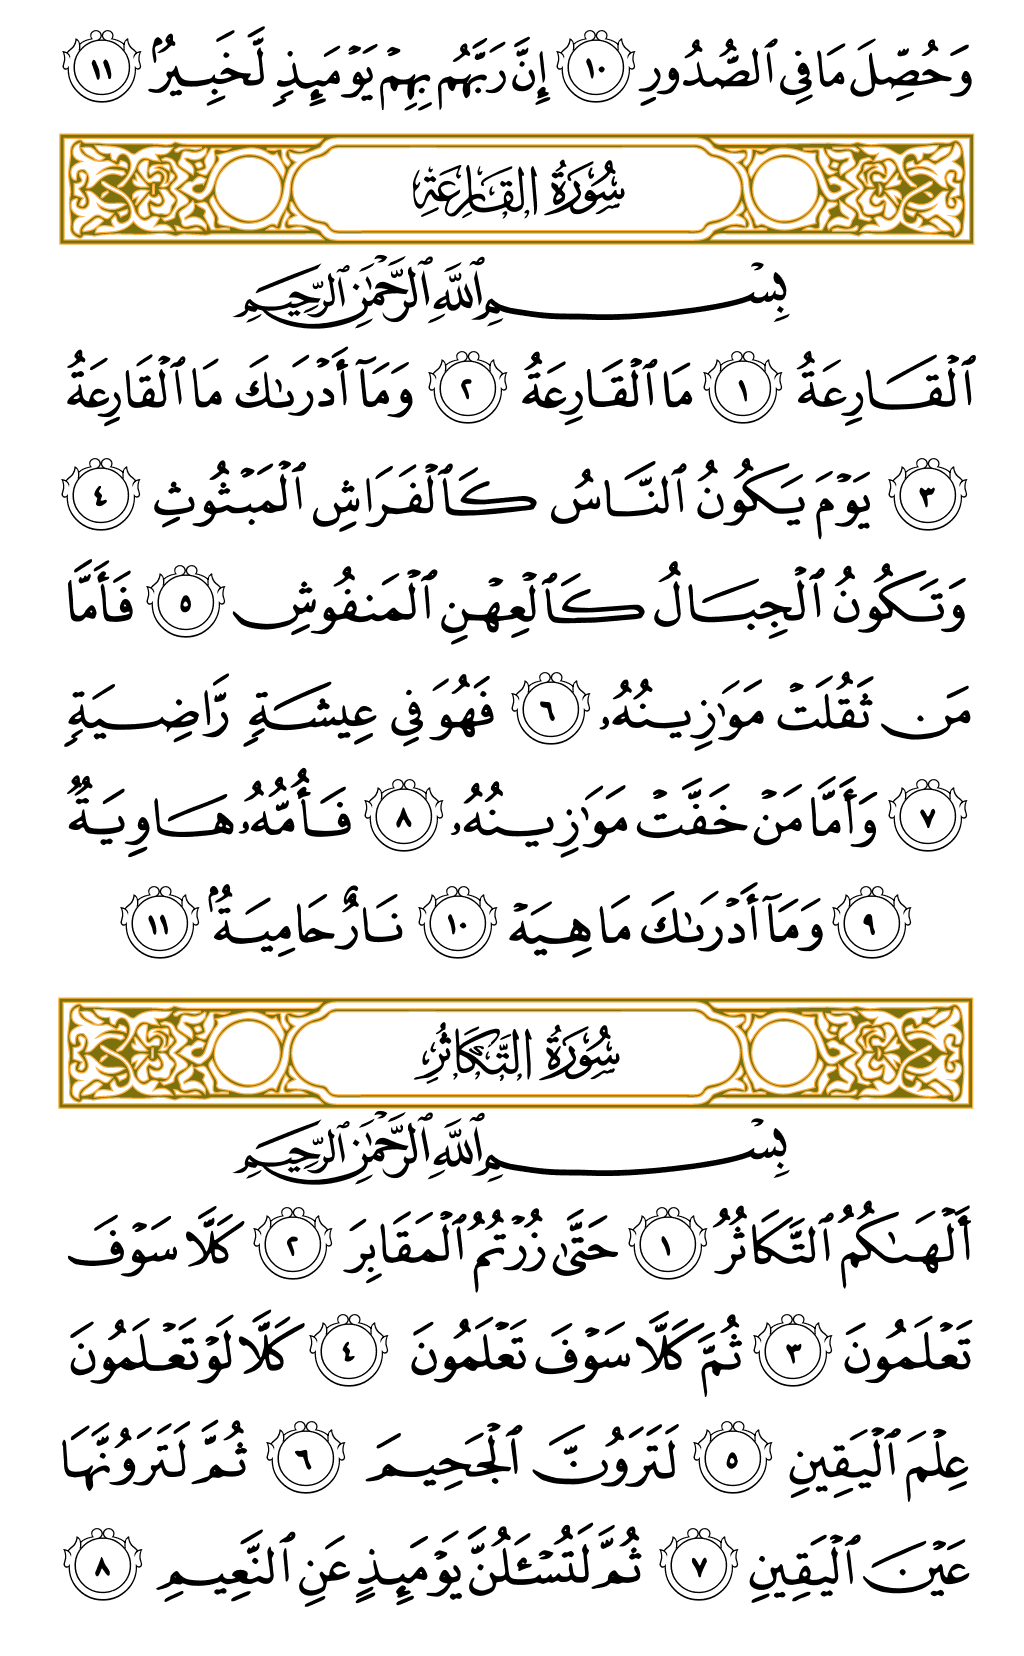 وَحُصِّلَ مَا فِى ٱلصُّدُورِ ١٠ إِنَّ رَبَّهُم بِهِمْ يَوْمَئِذٍ لَّخَبِيرٌۢ ١١
سُورَةُ القَارِعَةِ
بِسْمِ ٱللَّهِ ٱلرَّحْمَٰنِ ٱلرَّحِيمِ
ٱلْقَارِعَةُ ١ مَا ٱلْقَارِعَةُ ٢ وَمَآ أَدْرَىٰكَ مَا ٱلْقَارِعَةُ
٣ يَوْمَ يَكُونُ ٱلنَّاسُ كَٱلْفَرَاشِ ٱلْمَبْثُوثِ ٤
وَتَكُونُ ٱلْجِبَالُ كَٱلْعِهْنِ ٱلْمَنفُوشِ ٥ فَأَمَّا
مَن ثَقُلَتْ مَوَٰزِينُهُۥ ٦ فَهُوَ فِى عِيشَةٍ رَّاضِيَةٍ
٧ وَأَمَّا مَنْ خَفَّتْ مَوَٰزِينُهُۥ ٨ فَأُمُّهُۥ هَاوِيَةٌ
٩ وَمَآ أَدْرَىٰكَ مَا هِيَهْ ١٠ نَارٌ حَامِيَةٌۢ ١١
سُورَةُ التَّكَاثُرِ
بِسْمِ ٱللَّهِ ٱلرَّحْمَٰنِ ٱلرَّحِيمِ
أَلْهَىٰكُمُ ٱلتَّكَاثُرُ ١ حَتَّىٰ زُرْتُمُ ٱلْمَقَابِرَ ٢ كَلَّا سَوْفَ
تَعْلَمُونَ ٣ ثُمَّ كَلَّا سَوْفَ تَعْلَمُونَ ٤ كَلَّا لَوْ تَعْلَمُونَ
عِلْمَ ٱلْيَقِينِ ٥ لَتَرَوُنَّ ٱلْجَحِيمَ ٦ ثُمَّ لَتَرَوُنَّهَا
عَيْنَ ٱلْيَقِينِ ٧ ثُمَّ لَتُسْـَٔلُنَّ يَوْمَئِذٍ عَنِ ٱلنَّعِيمِ ٨